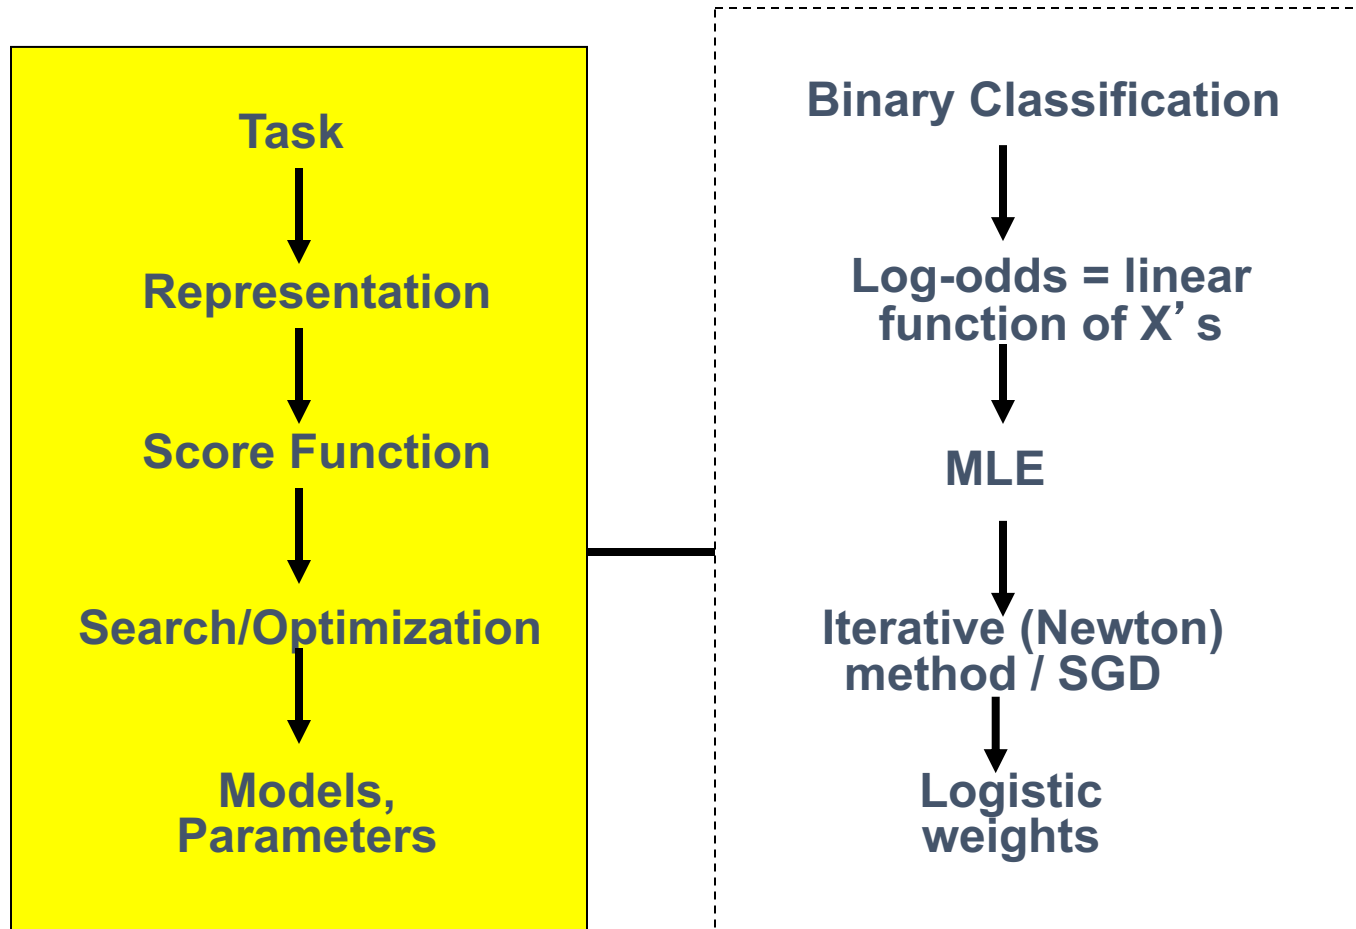 Task
Representation
Score Function
Search/Optimization
Models,
Parameters
Binary Classification
Log-odds = linear
function of X’ s
MLE
Iterative (Newton)
method / SGD
Logistic
weights